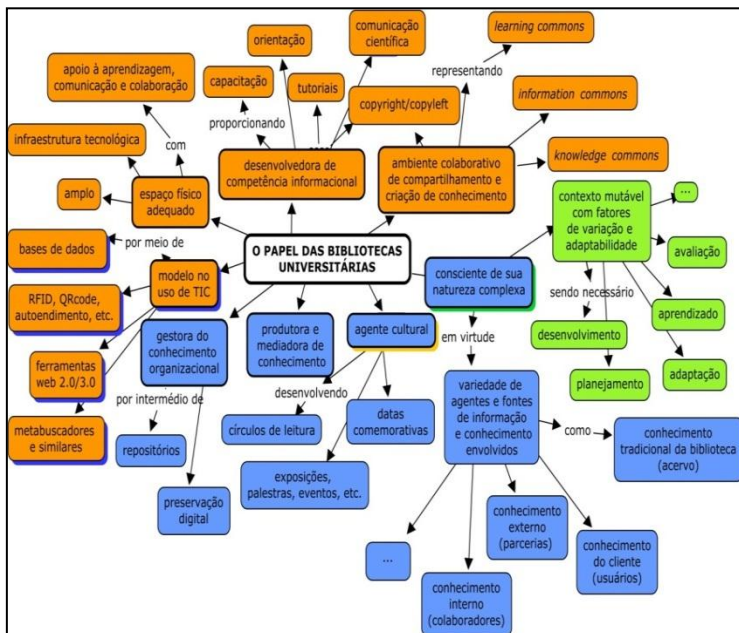 orientação
comunicação
científica
learning commons
apoio à aprendizagem,
comunicação e colaboração
capacitação
tutoriais
representando
proporcionando
copyright/copyleft
information commons
infraestrutura tecnológica
com
desenvolvedora de
competência informacional
ambiente colaborativo
de compartilhamento e
criação de conhecimento
knowledge commons
amplo
espaço físico
adequado
contexto mutável
com fatores
de variação e
adaptabilidade
...
bases de dados
por meio de
O PAPEL DAS BIBLIOTECAS
UNIVERSITÁRIAS
avaliação
modelo no
uso de TIC
consciente de sua
natureza complexa
sendo necessário
RFID, QRcode,
autoendimento, etc.
gestora do
conhecimento
organizacional
produtora e
mediadora de
conhecimento
agente cultural
em virtude
desenvolvimento
aprendizado
ferramentas
web 2.0/3.0
desenvolvendo
planejamento
adaptação
por intermédio de
círculos de leitura
datas
comemorativas
variedade de
agentes e fontes
de informação
e conhecimento
envolvidos
como
conhecimento
tradicional da biblioteca
(acervo)
metabuscadores
e similares
repositórios
exposições,
palestras, eventos, etc.
preservação
digital
...
conhecimento
interno
(colaboradores)
conhecimento
externo
(parcerias)
conhecimento
do cliente
(usuários)